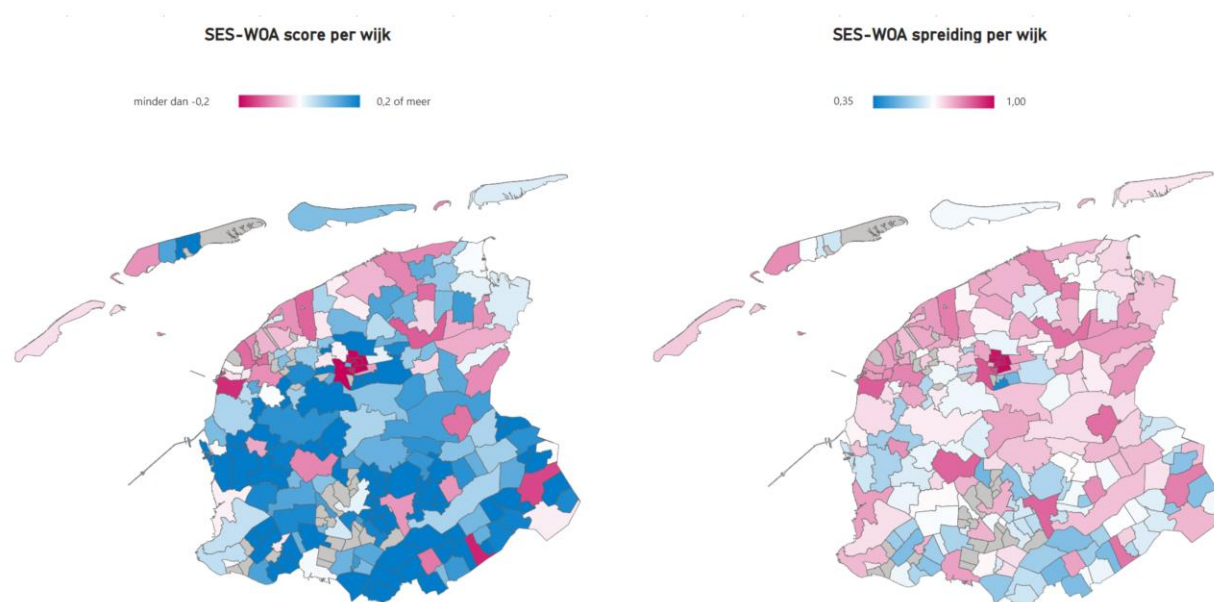 SES-WOA score per wijk
minder dan -0,2
0,2 of meer
SES-WOA spreiding per wijk
0,35
1,00